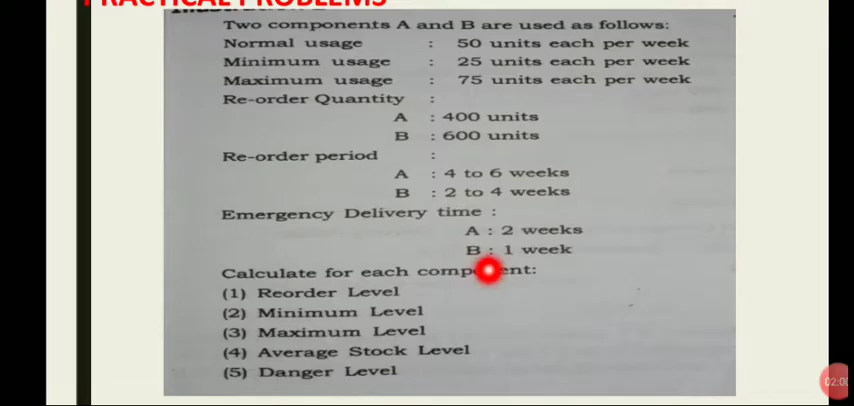 PRACTICAL PROBLEMS
Two components A and B are used as follows:
Normal usage : 50 units each per week
Minimum usage : 25 units each per week
Maximum usage : 75 units each per week
Re-order Quantity :
A : 400 units
B : 600 units
Re-order period :
A : 4 to 6 weeks
B : 2 to 4 weeks
Emergency Delivery time :
A : 2 weeks
B : 1 week
Calculate for each component:
(1) Reorder Level
(2) Minimum Level
(3) Maximum Level
(4) Average Stock Level
(5) Danger Level